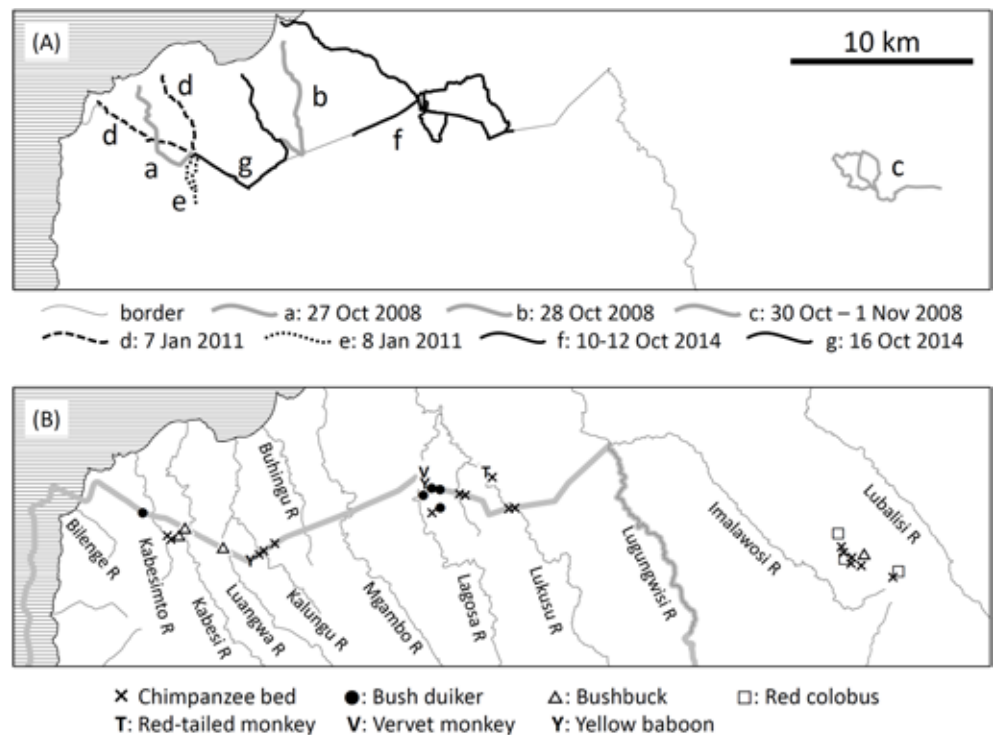 (A)
10 km
d
d
b
a
g
f
e
c
border
a: 27 Oct 2008
b: 28 Oct 2008
c: 30 Oct – 1 Nov 2008
d: 7 Jan 2011
e: 8 Jan 2011
f: 10-12 Oct 2014
g: 16 Oct 2014
(B)
Bilenge R
Kabesimto R
Kabesi R
Luangwa R
Buhingu R
Kalungu R
Mgambo R
Lagosa R
Lukusu R
Lugungwisi R
Imalawosi R
Lubalisi R
V
T
Y
Chimpanzee bed
: Bush duiker
: Bushbuck
: Red colobus
T: Red-tailed monkey
V: Vervet monkey
Y: Yellow baboon